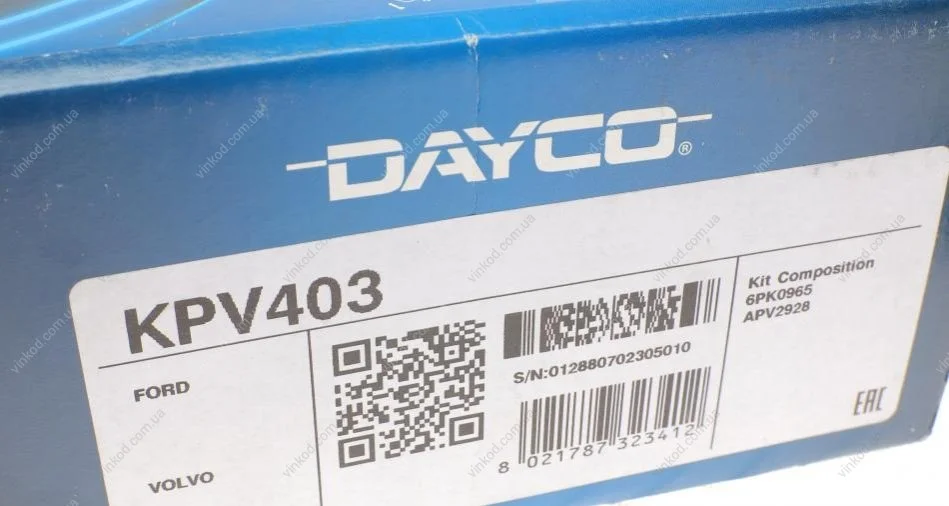 DAYCO®
KPV403
FORD
VOLVO
S/N:012880702305010
8 021787 323412
Kit Composition
6PK0965
APV2928
EAC
vinkod.com.ua